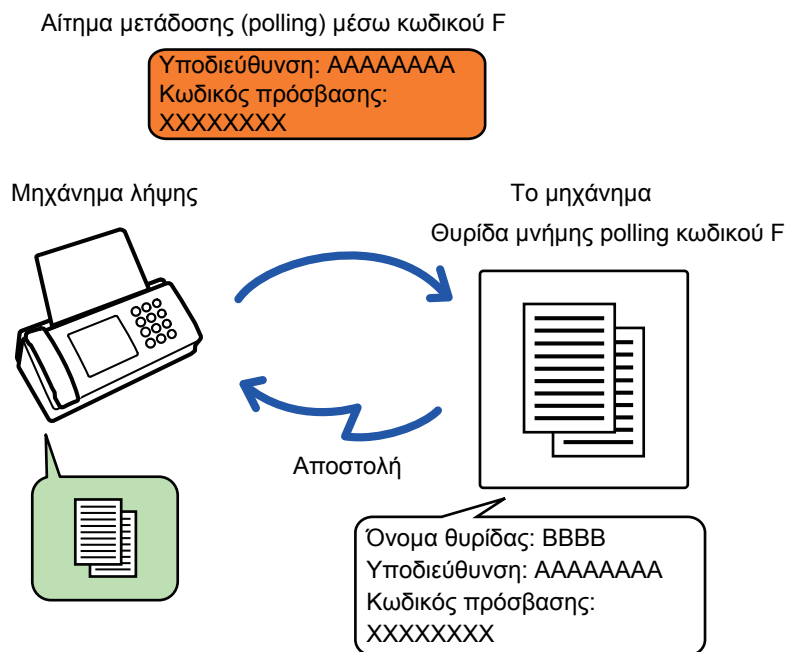 Αίτημα μετάδοσης (polling) μέσω κωδικού F
Υποδιεύθυνση: AAAAAAAA
Κωδικός πρόσβασης:
XXXXXXXX
Μηχάνημα λήψης
Το μηχάνημα
Θυρίδα μνήμης polling κωδικού F
Αποστολή
Όνομα θυρίδας: BBBB
Υποδιεύθυνση: AAAAAAAA
Κωδικός πρόσβασης:
XXXXXXXX